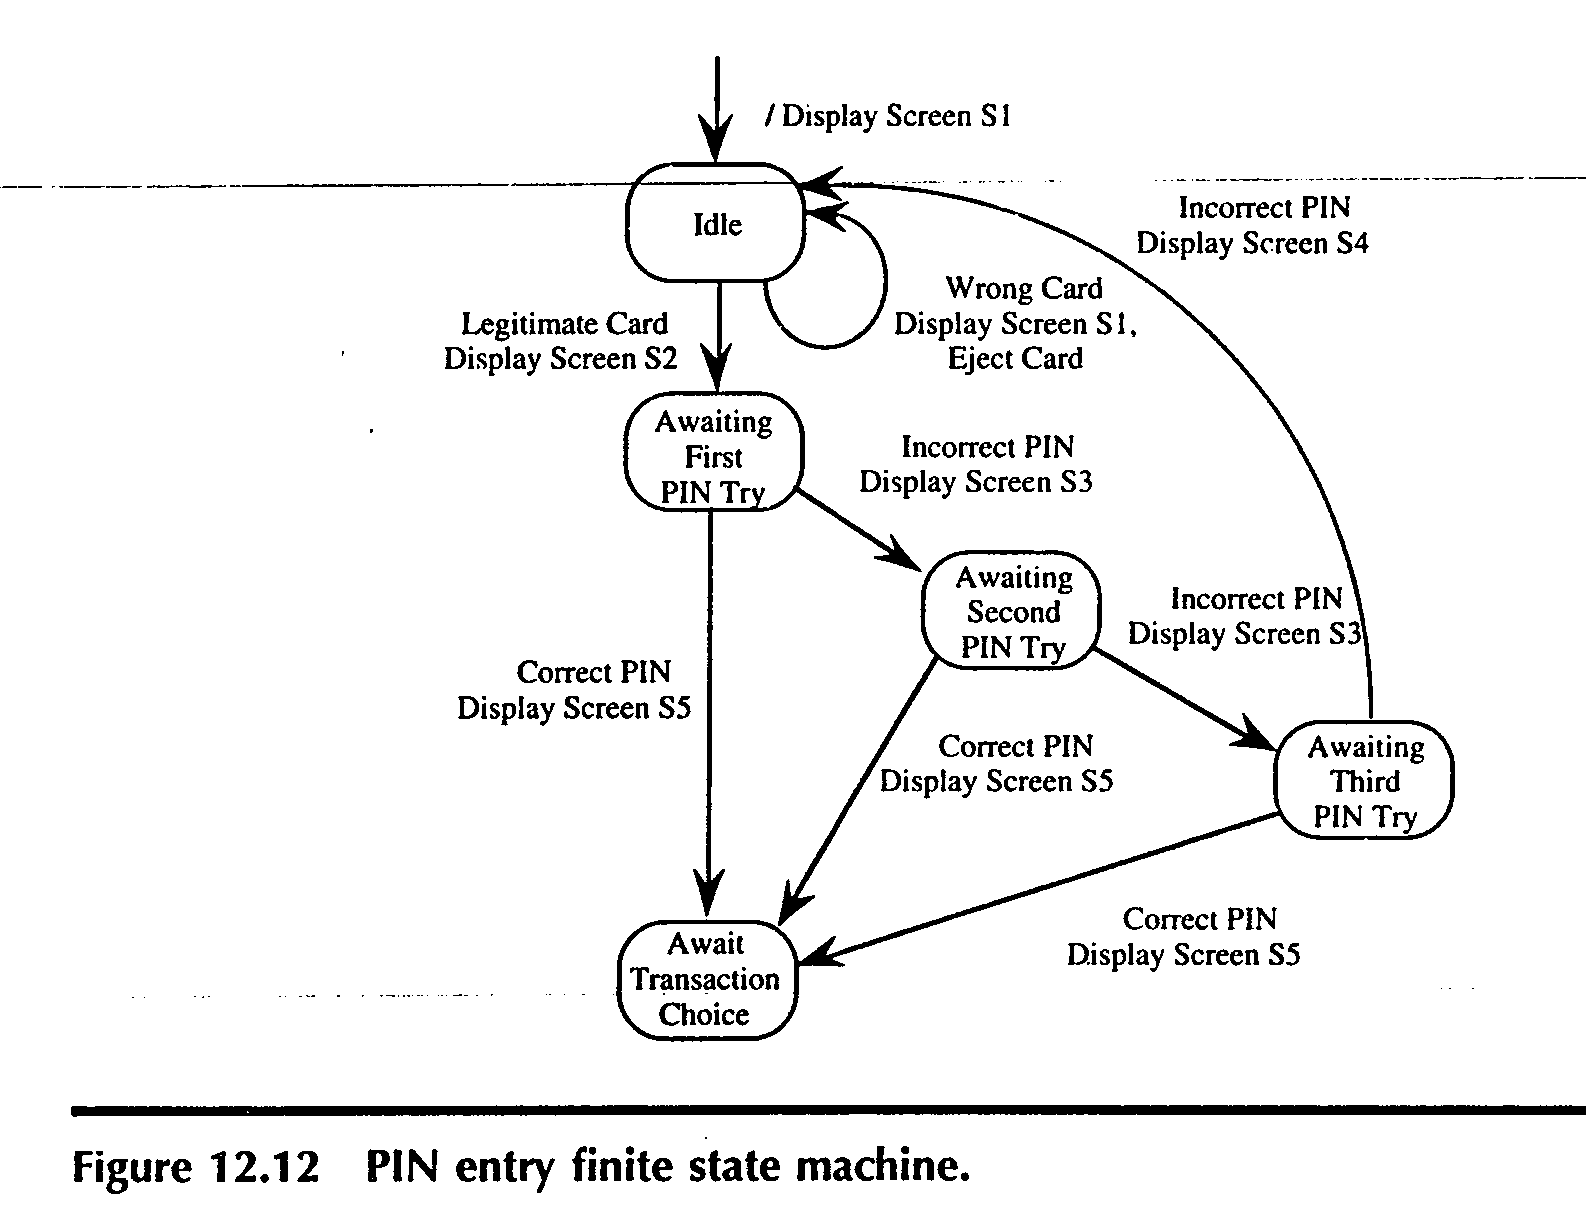 / Display Screen S1
Idle
Incorrect PIN
Display Screen S4
Wrong Card
Display Screen S1,
Eject Card
Legitimate Card
Display Screen S2
Awaiting
First
PIN Try
Incorrect PIN
Display Screen S3
Awaiting
Second
PIN Try
Incorrect PIN
Display Screen S3
Correct PIN
Display Screen S5
Correct PIN
Display Screen S5
Awaiting
Third
PIN Try
Correct PIN
Display Screen S5
Await
Transaction
Choice
Figure 12.12 PIN entry finite state machine.